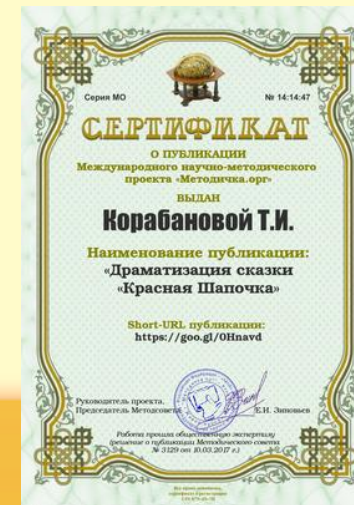 Серия МО № 14:14:47
СЕРТИФИКАТ
О ПУБЛИКАЦИИ
Международного научно-методического
проекта «Методичка.орг»
ВЫДАН
Корабановой Т.И.
Наименование публикации:
«Драматизация сказки
«Красная Шапочка»
Short-URL публикации:
https://goo.gl/0Hnavd
Руководитель проекта,
Председатель Методсовета Е.И. Зиновьев
Работа прошла общественную экспертизу
(решение о публикации Методического совета
№ 3129 от 10.03.2017 г.)